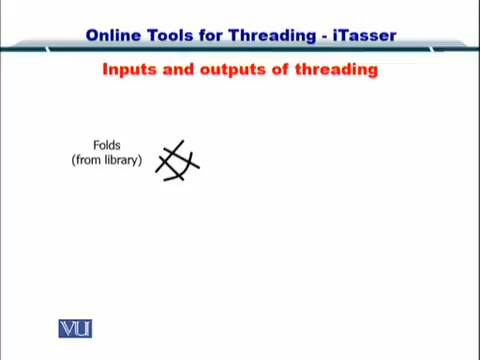 Online Tools for Threading - iTasser
Inputs and outputs of threading
Folds
(from library)
VU